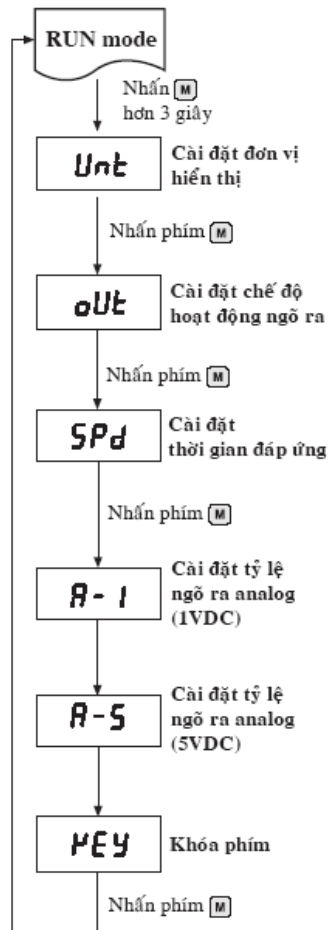 RUN mode
Nhấn M
hơn 3 giây
Unt
Cài đặt đơn vị
hiển thị
Nhấn phím M
oUt
Cài đặt chế độ
hoạt động ngõ ra
Nhấn phím M
SPd
Cài đặt
thời gian đáp ứng
Nhấn phím M
A-1
Cài đặt tỷ lệ
ngõ ra analog
(1VDC)
A-5
Cài đặt tỷ lệ
ngõ ra analog
(5VDC)
KEY
Khóa phím
Nhấn phím M